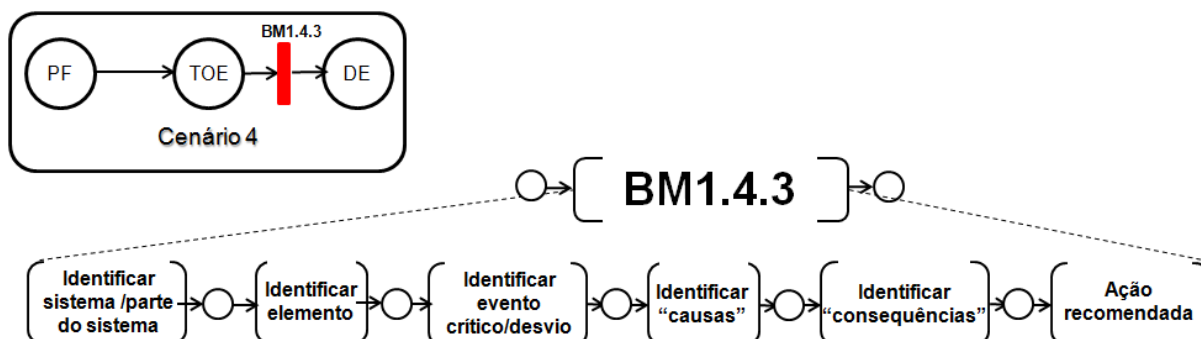 BM1.4.3
PF
TOE
DE
Cenário 4
BM1.4.3
Identificar
sistema /parte
do sistema
Identificar
elemento
Identificar
evento
crítico/desvio
Identificar
“causas”
Identificar
“consequências”
Ação
recomendada